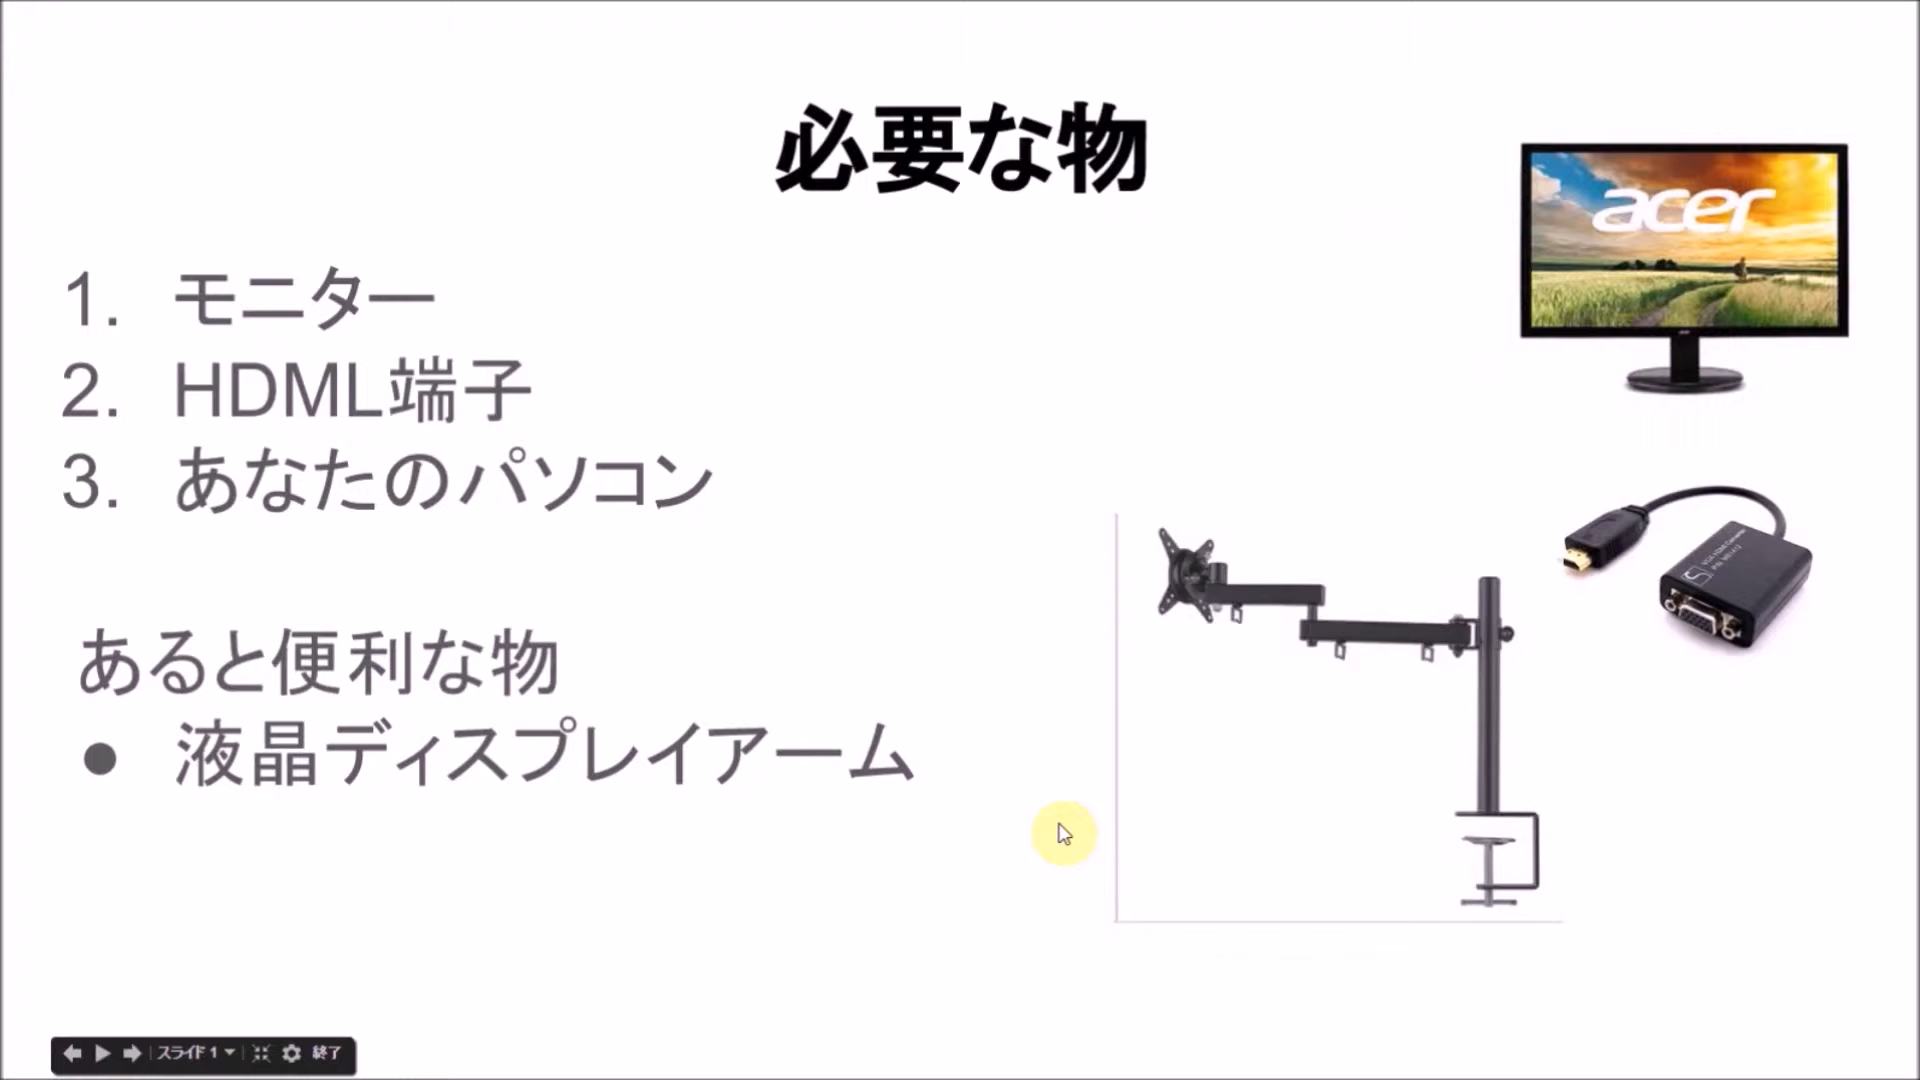 必要な物
1. モニター
2. HDML端子
3. あなたのパソコン
あると便利な物
● 液晶ディスプレイアーム
acer
スライド 1
終了